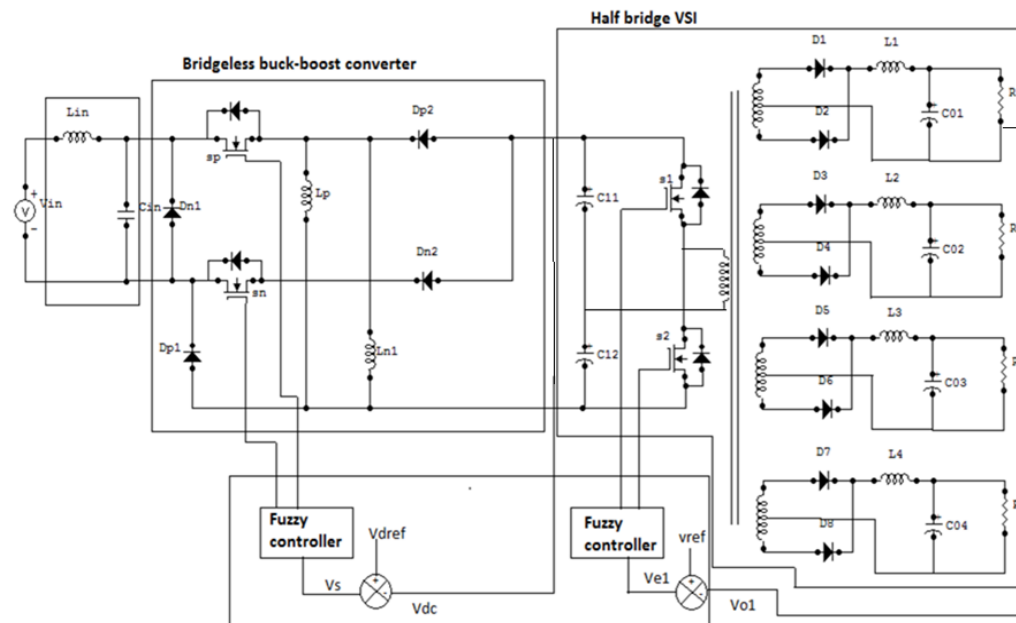 Half bridge VSI
Bridgeless buck-boost converter
D1
L1
D2
C01
R
Lin
Dp2
sp
Lp
Vin
+
V
-
Cin
Dn1
C11
s1
D3
L2
D4
C02
R
Dn2
sn
Dp1
Ln1
C12
s2
D5
L3
D6
C03
R
D7
L4
D8
C04
R
Fuzzy
controller
Vdref
Vs
+
-
Vdc
Fuzzy
controller
vref
Ve1
+
-
Vo1